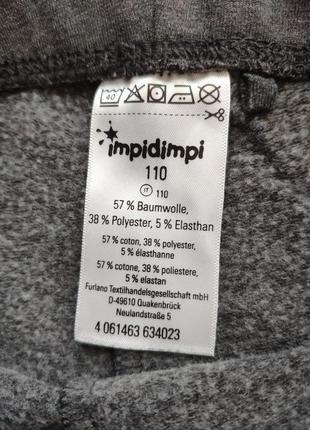 40
impidimpi
110
IT 110
57 % Baumwolle,
38 % Polyester, 5 % Elasthan
57 % coton, 38 % polyester,
5 % élasthanne
57 % cotone, 38 % poliestere,
5 % elastan
Furlano Textilhandelsgesellschaft mbH
D-49610 Quakenbrück
Neulandstraße 5
4 061463 634023